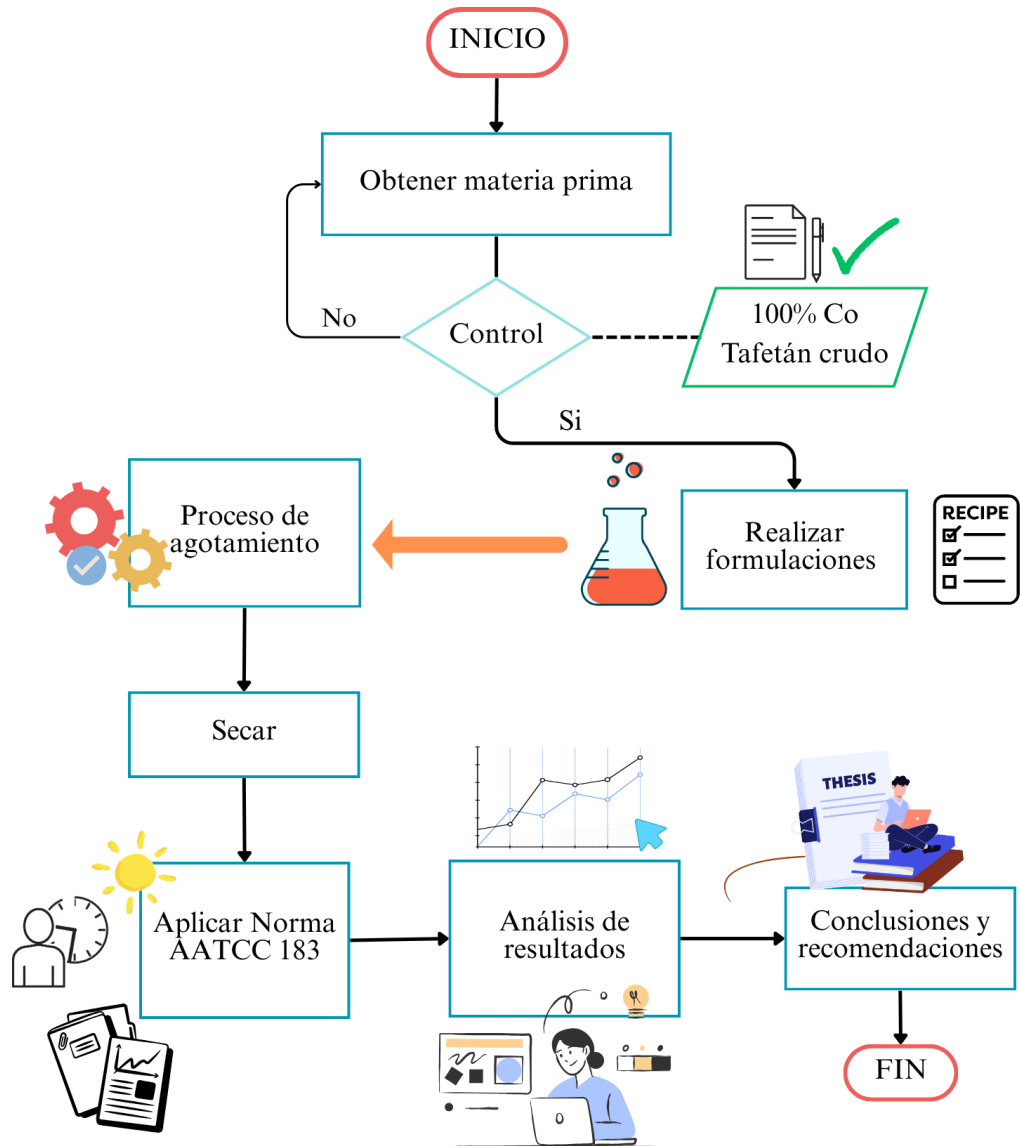 INICIO
Obtener materia prima
100% Co
Tafetán crudo
No
Control
Si
Proceso de
agotamiento
Realizar
formulaciones
RECIPE
Secar
THESIS
Aplicar Norma
AATCC 183
Análisis de
resultados
Conclusiones y
recomendaciones
FIN